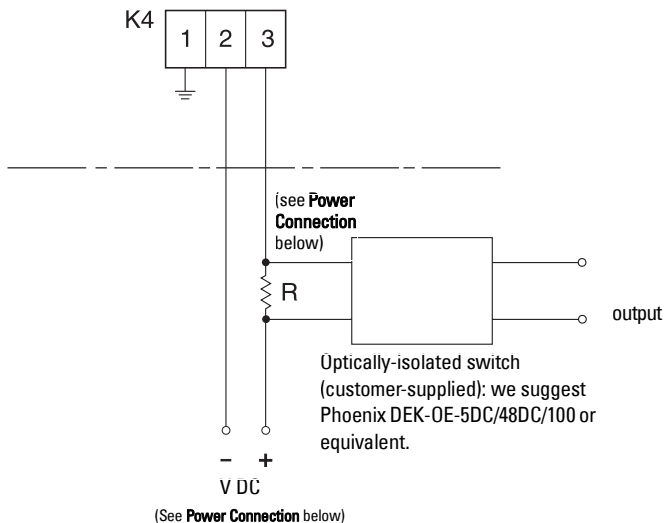 K4
1 2 3
(see Power
Connection
below)
R
output
Optically-isolated switch
(customer-supplied): we suggest
Phoenix DEK-OE-5DC/48DC/100 or
equivalent.
– +
V DC
(See Power Connection below)